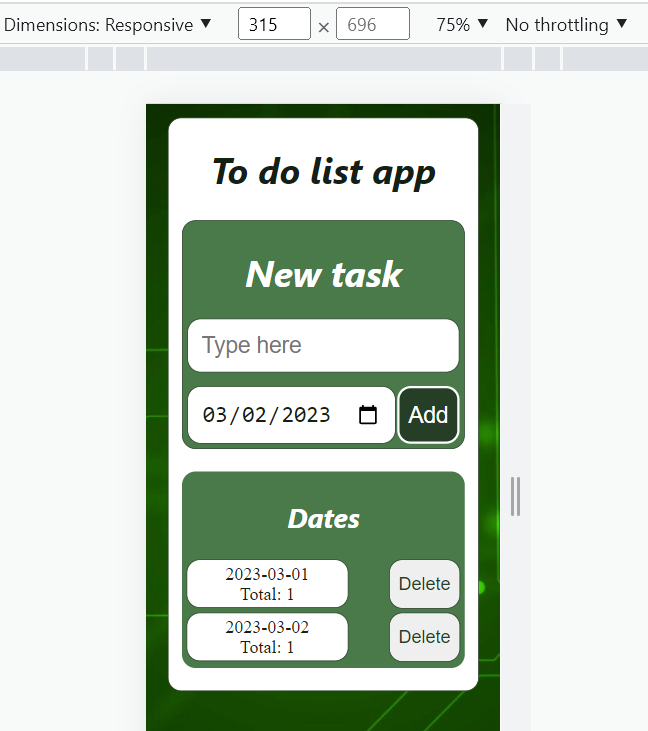 Dimensions: Responsive ▼ 315 × 696 75% ▼ No throttling ▼
To do list app
New task
Type here
03/02/2023 Add
Dates
2023-03-01
Total: 1 Delete
2023-03-02
Total: 1 Delete